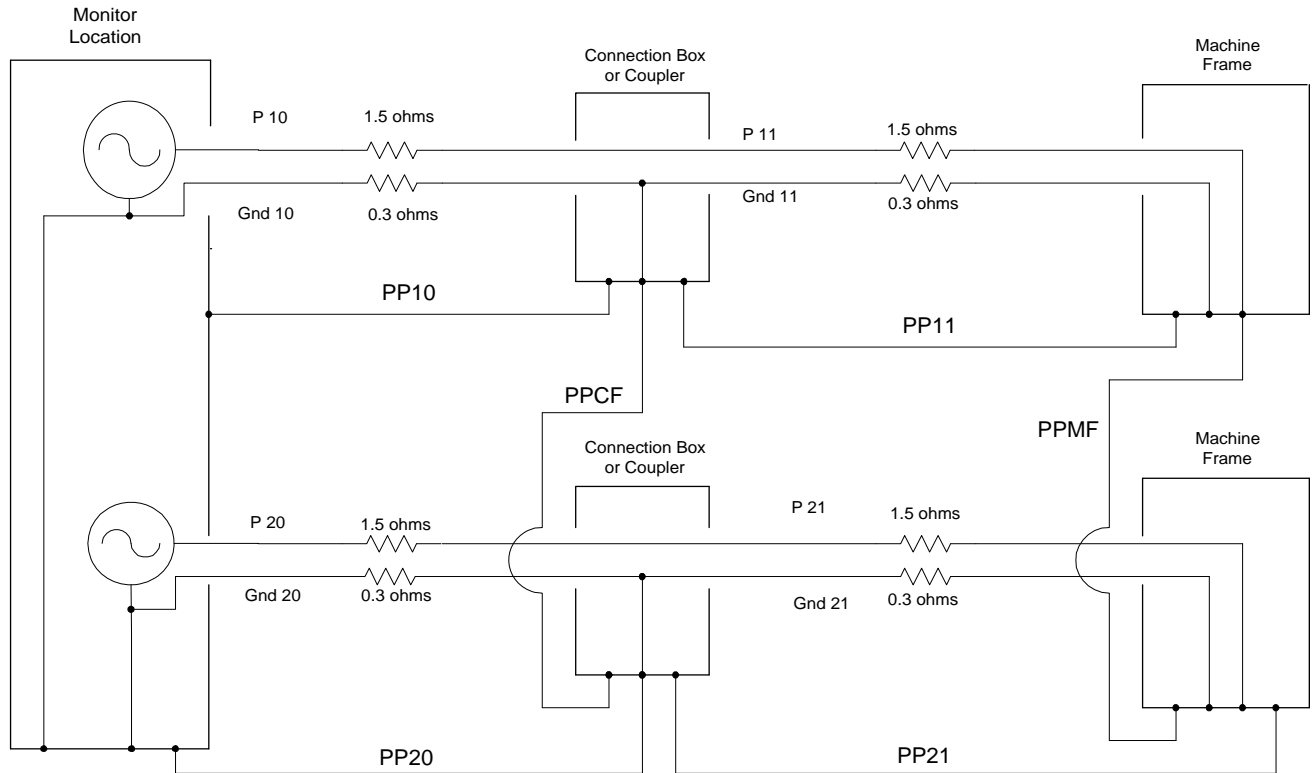 Monitor
Location
Connection Box
or Coupler
Machine
Frame
P 10
1.5 ohms
P 11
1.5 ohms
Gnd 10
0.3 ohms
Gnd 11
0.3 ohms
PP10
PP11
PPCF
PPMF
Connection Box
or Coupler
Machine
Frame
P 20
1.5 ohms
P 21
1.5 ohms
Gnd 20
0.3 ohms
Gnd 21
0.3 ohms
PP20
PP21